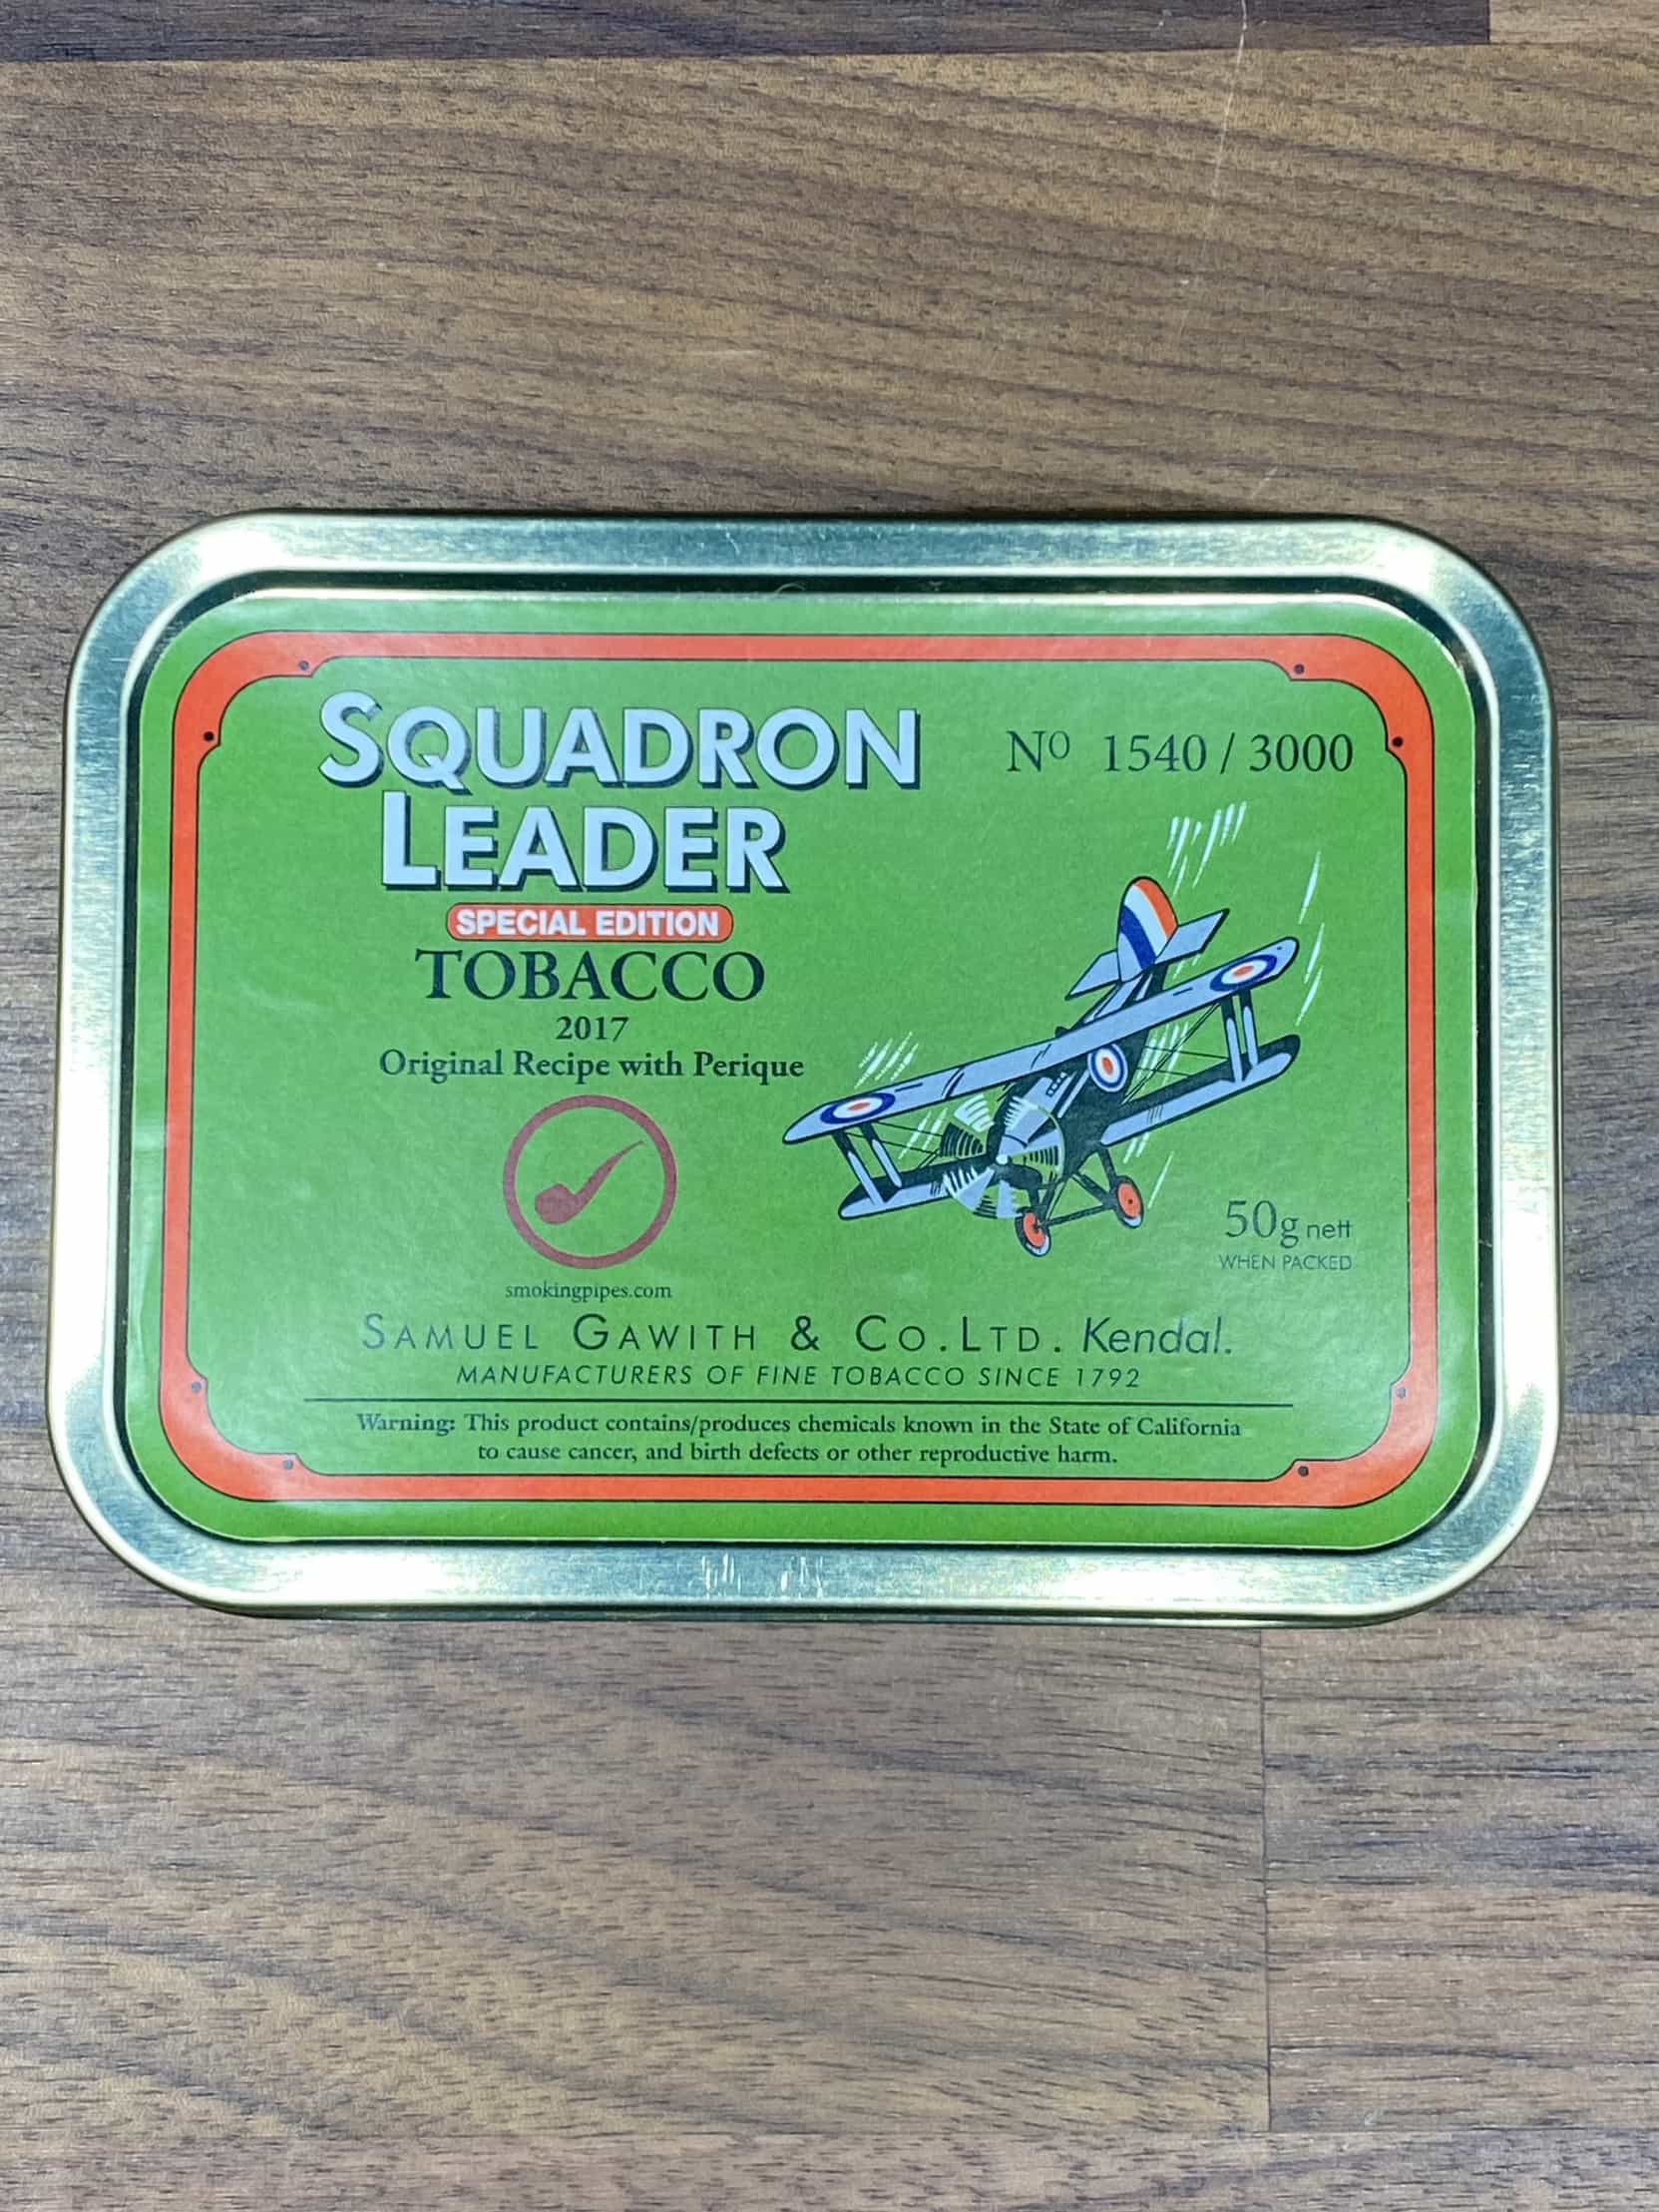 SQUADRON
LEADER
Nº 1540 / 3000
SPECIAL EDITION
TOBACCO
2017
Original Recipe with Perique
smokingpipes.com
50g nett
WHEN PACKED
SAMUEL GAWITH & CO.LTD. Kendal.
MANUFACTURERS OF FINE TOBACCO SINCE 1792
Warning: This product contains/produces chemicals known in the State of California
to cause cancer, and birth defects or other reproductive harm.